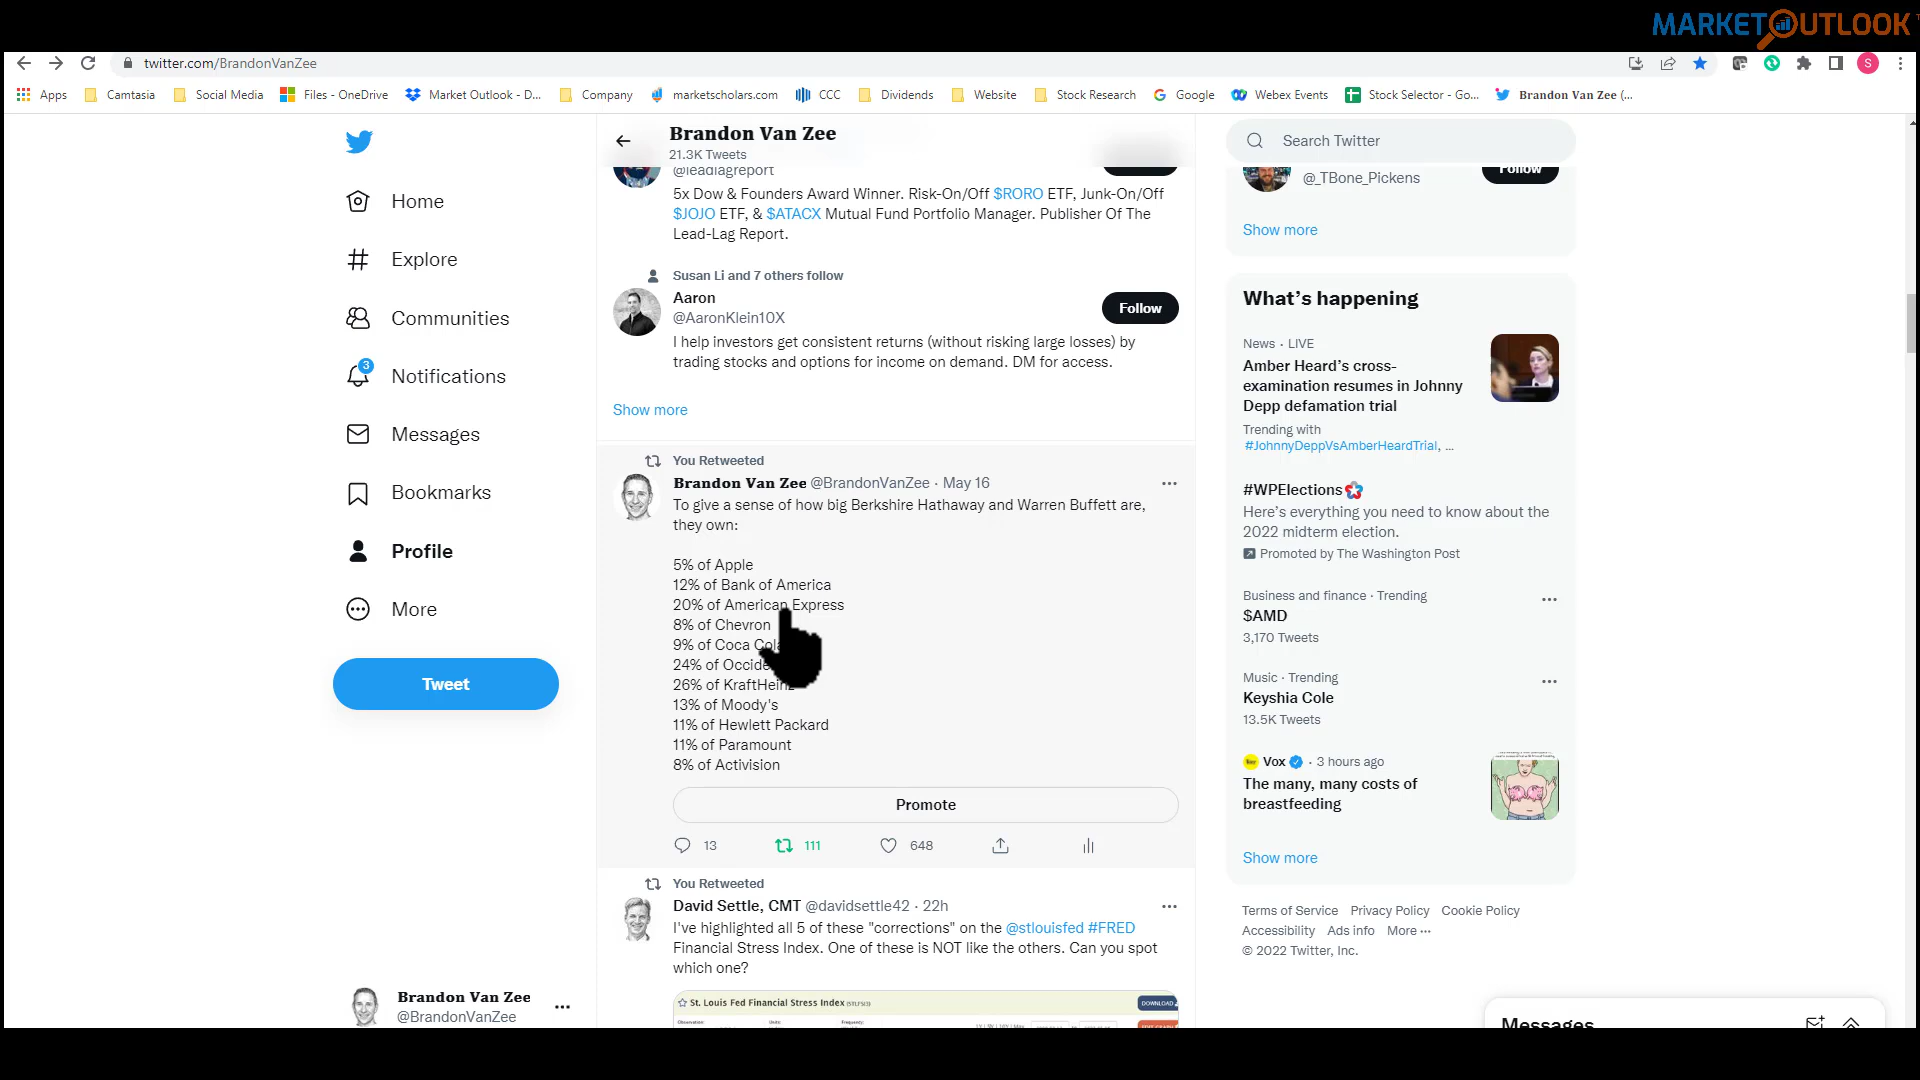 MARKETOUTLOOK
twitter.com/BrandonVanZee
S
Apps
Camtasia
Social Media
Files - OneDrive
Market Outlook - D...
Company
marketscholars.com
CCC
Dividends
Website
Stock Research
Google
Webex Events
Stock Selector - Go...
Brandon Van Zee (...
Home
Explore
Communities
3
Notifications
Messages
Bookmarks
Profile
More
Tweet
Brandon Van Zee
@BrandonVanZee
Brandon Van Zee
21.3K Tweets
@leadlagreport
5x Dow & Founders Award Winner. Risk-On/Off $RORO ETF, Junk-On/Off
$JOJO ETF, & $ATACX Mutual Fund Portfolio Manager. Publisher Of The
Lead-Lag Report.
Susan Li and 7 others follow
Aaron
@AaronKlein10X
Follow
I help investors get consistent returns (without risking large losses) by
trading stocks and options for income on demand. DM for access.
Show more
You Retweeted
Brandon Van Zee @BrandonVanZee · May 16
To give a sense of how big Berkshire Hathaway and Warren Buffett are,
they own:
5% of Apple
12% of Bank of America
20% of American Express
8% of Chevron
9% of Coca Cola
24% of
26% of KraftHeinz
13% of Moody's
11% of Hewlett Packard
11% of Paramount
8% of Activision
Promote
13
111
648
You Retweeted
David Settle, CMT @davidsettle42 · 22h
I've highlighted all 5 of these "corrections" on the @stlouisfed #FRED
Financial Stress Index. One of these is NOT like the others. Can you spot
which one?
St. Louis Fed Financial Stress Index
DOWNLOAD
Search Twitter
@_TBone_Pickens
Follow
Show more
What's happening
News · LIVE
Amber Heard's cross-
examination resumes in Johnny
Depp defamation trial
Trending with
#JohnnyDeppVsAmberHeardTrial, ...
#WPElections
Here's everything you need to know about the
2022 midterm election.
Promoted by The Washington Post
Business and finance · Trending
$AMD
3,170 Tweets
Music · Trending
Keyshia Cole
13.5K Tweets
Vox · 3 hours ago
The many, many costs of
breastfeeding
Show more
Terms of Service Privacy Policy Cookie Policy
Accessibility Ads info More ···
© 2022 Twitter, Inc.
Messages